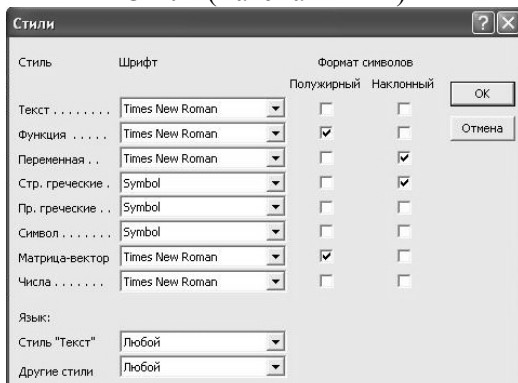 Стили
Стиль Шрифт Формат символов
Полужирный Наклонный
OK
Текст . . . . . . . . Times New Roman
Функция . . . . . Times New Roman
Отмена
Переменная . . Times New Roman
Стр. греческие . Symbol
Пр. греческие . . Symbol
Символ . . . . . . . Symbol
Матрица-вектор Times New Roman
Числа . . . . . . . Times New Roman
Язык:
Стиль "Текст" Любой
Другие стили Любой